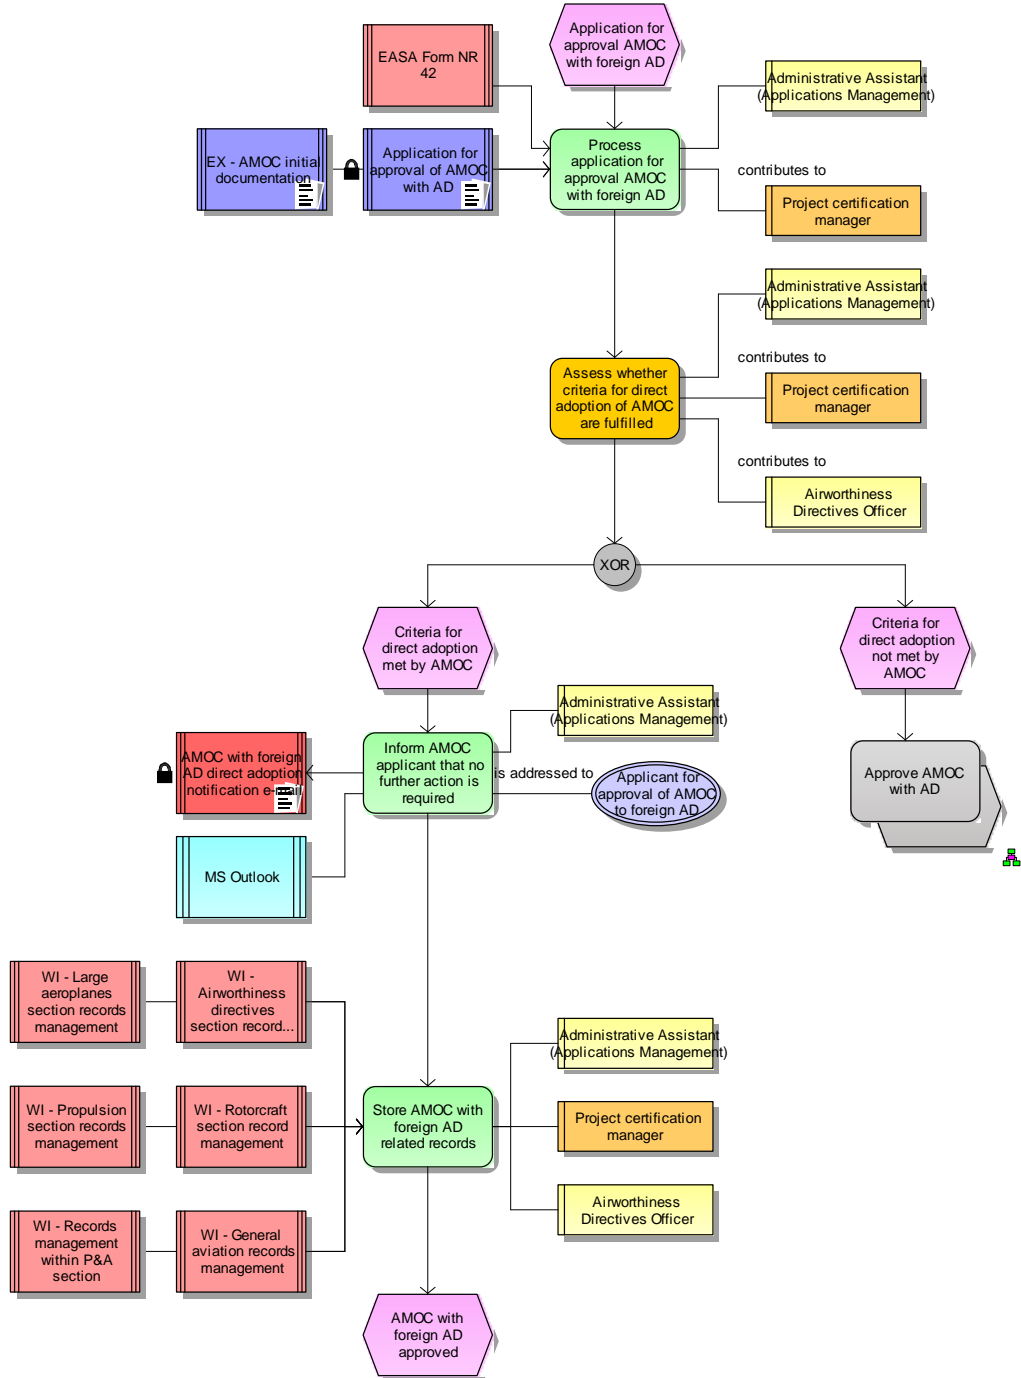 Application for
approval AMOC
with foreign AD
EASA Form NR
42
Administrative Assistant
(Applications Management)
EX - AMOC initial
documentation
Application for
approval of AMOC
with AD
Process
application for
approval AMOC
with foreign AD
contributes to
Project certification
manager
Administrative Assistant
(Applications Management)
Assess whether
criteria for direct
adoption of AMOC
are fulfilled
contributes to
Project certification
manager
contributes to
Airworthiness
Directives Officer
XOR
Criteria for
direct adoption
met by AMOC
Criteria for
direct adoption
not met by
AMOC
Administrative Assistant
(Applications Management)
AMOC with foreign
AD direct adoption
notification e-mail
Inform AMOC
applicant that no
further action is
required
is addressed to
Applicant for
approval of AMOC
to foreign AD
Approve AMOC
with AD
MS Outlook
WI - Large
aeroplanes
section records
management
WI -
Airworthiness
directives
section record...
Administrative Assistant
(Applications Management)
WI - Propulsion
section records
management
WI - Rotorcraft
section record
management
Store AMOC with
foreign AD
related records
Project certification
manager
Airworthiness
Directives Officer
WI - Records
management
within P&A
section
WI - General
aviation records
management
AMOC with
foreign AD
approved